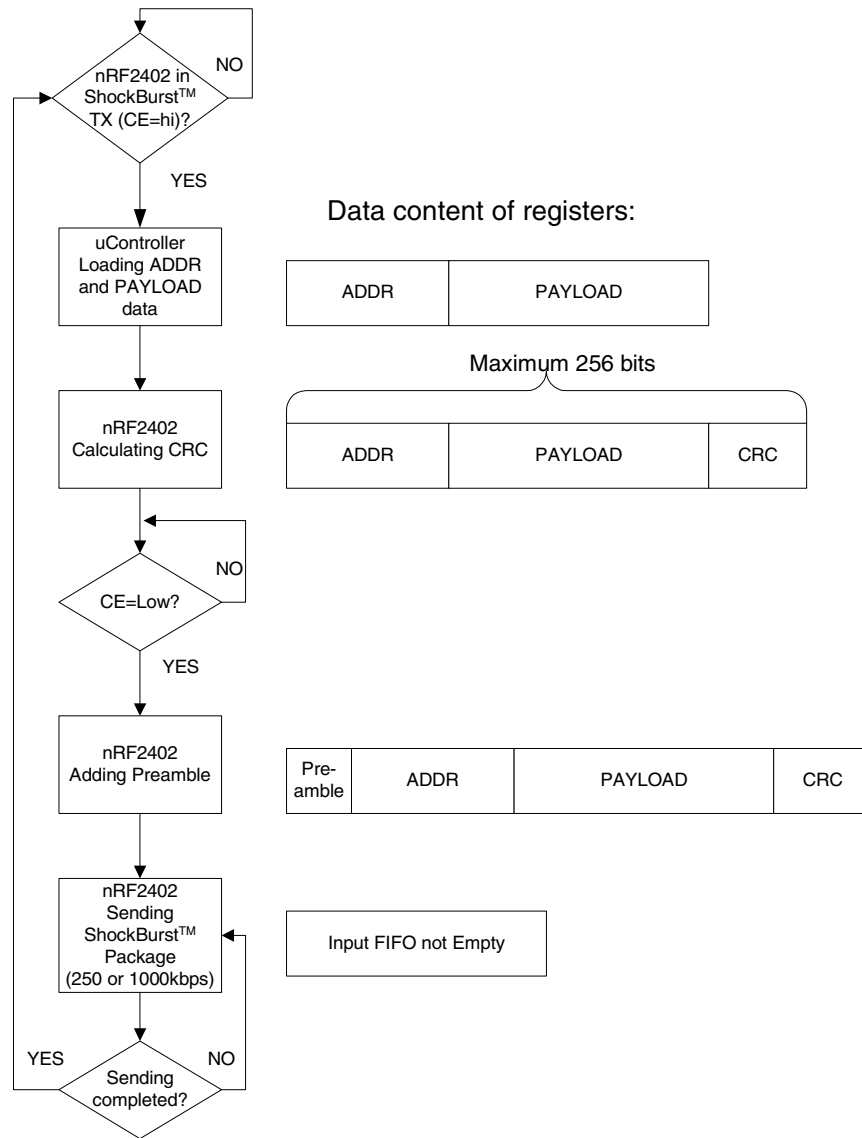 NO
nRF2402 in
ShockBurst™
TX (CE=hi)?
YES
Data content of registers:
uController
Loading ADDR
and PAYLOAD
data
ADDR PAYLOAD
Maximum 256 bits
nRF2402
Calculating CRC
ADDR PAYLOAD CRC
NO
CE=Low?
YES
nRF2402
Adding Preamble
Pre-
amble
ADDR PAYLOAD CRC
nRF2402
Sending
ShockBurst™
Package
(250 or 1000kbps)
Input FIFO not Empty
YES NO
Sending
completed?